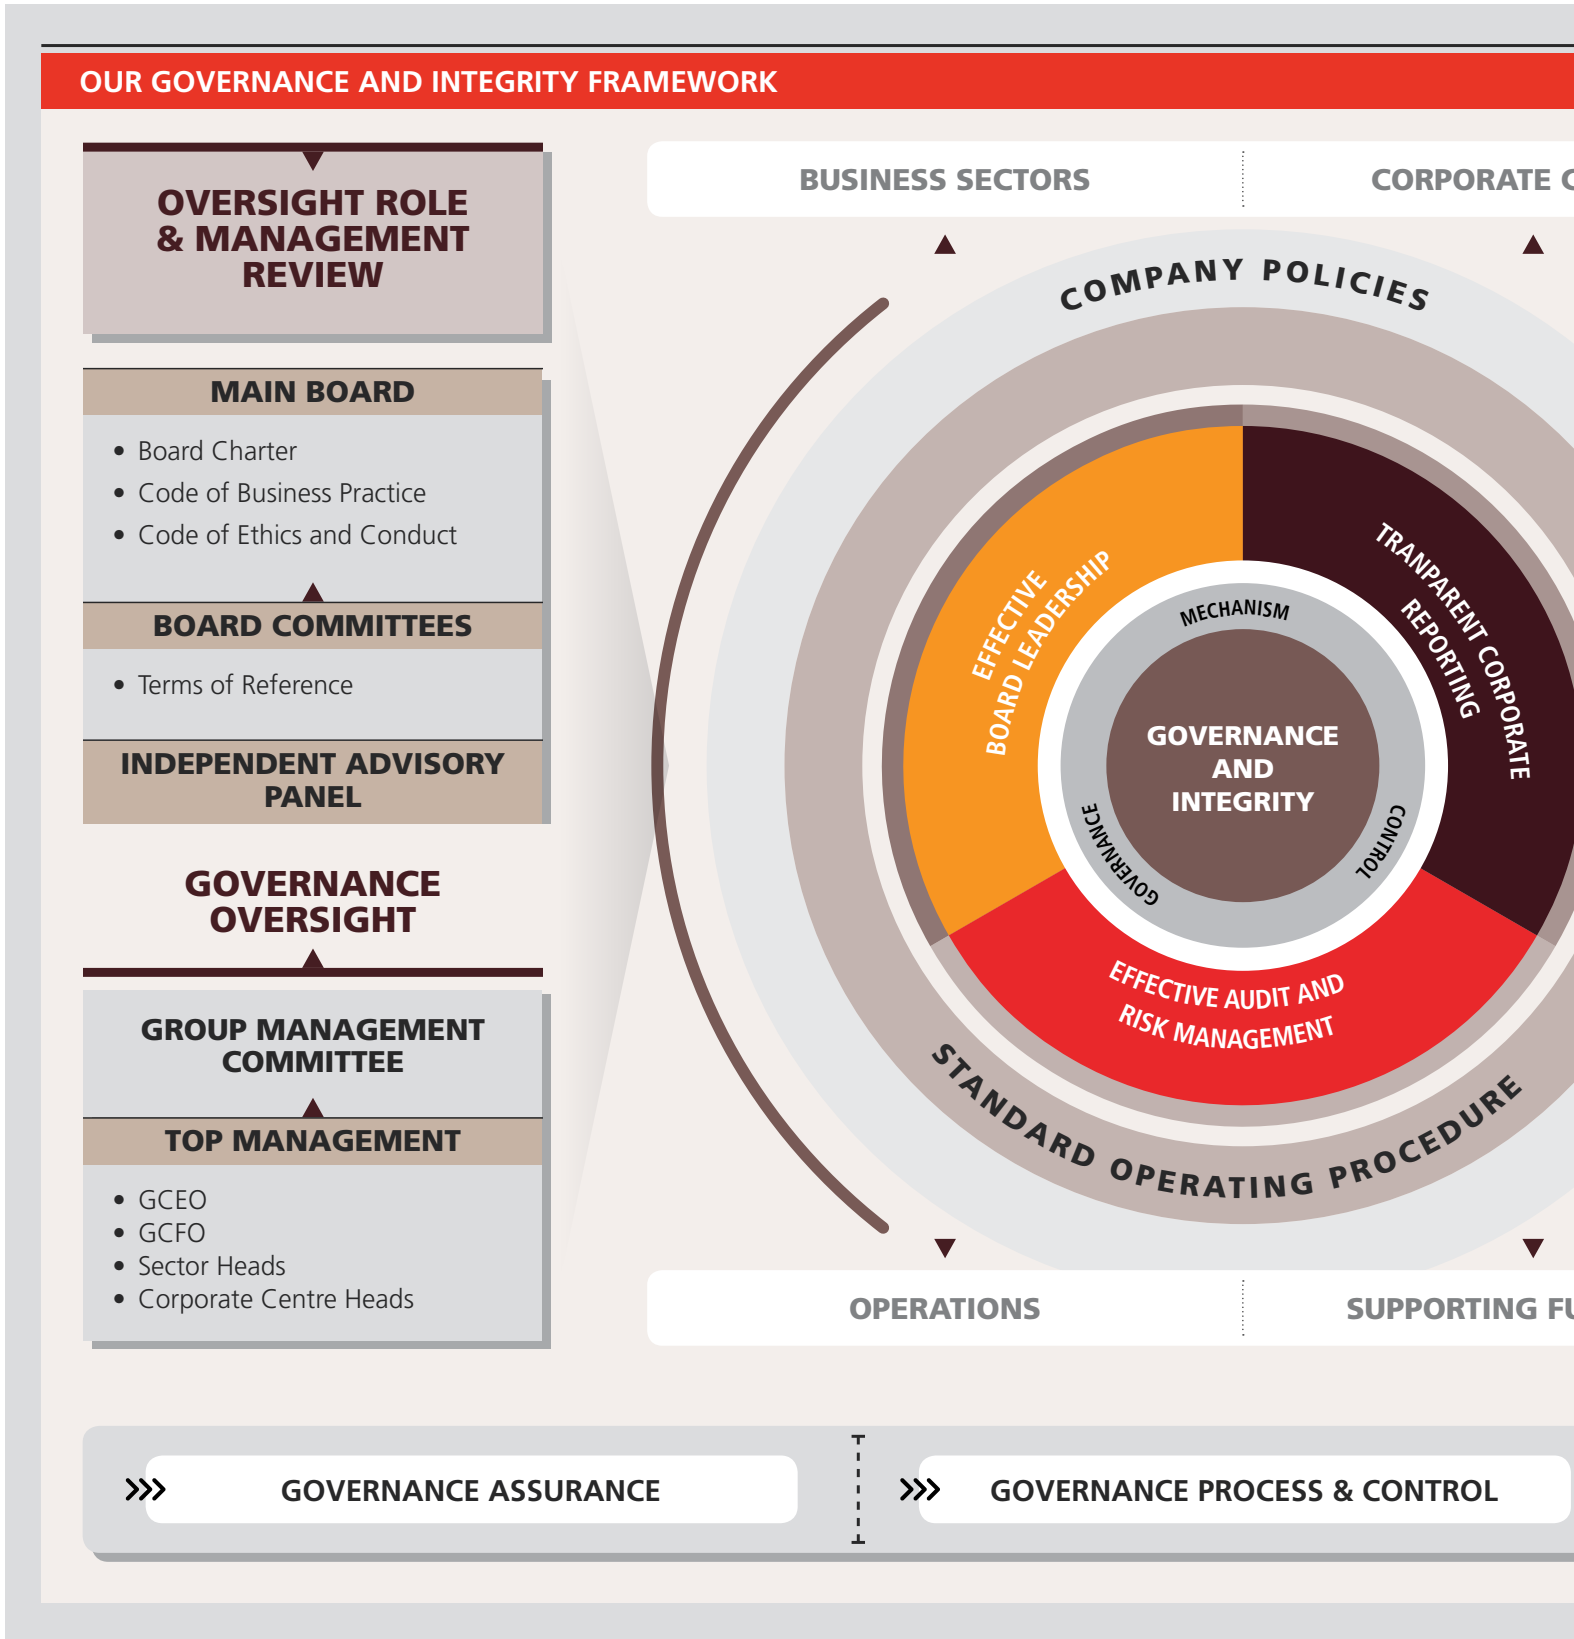 OUR GOVERNANCE AND INTEGRITY FRAMEWORK
OVERSIGHT ROLE
& MANAGEMENT
REVIEW
MAIN BOARD
• Board Charter
• Code of Business Practice
• Code of Ethics and Conduct
BOARD COMMITTEES
• Terms of Reference
INDEPENDENT ADVISORY
PANEL
GOVERNANCE
OVERSIGHT
GROUP MANAGEMENT
COMMITTEE
TOP MANAGEMENT
• GCEO
• GCFO
• Sector Heads
• Corporate Centre Heads
BUSINESS SECTORS
CORPORATE
COMPANY POLICIES
EFFECTIVE
BOARD LEADERSHIP
TRANPARENT CORPORATE
REPORTING
MECHANISM
GOVERNANCE
CONTROL
GOVERNANCE
AND
INTEGRITY
EFFECTIVE AUDIT AND
RISK MANAGEMENT
STANDARD OPERATING PROCEDURE
OPERATIONS
SUPPORTING
GOVERNANCE ASSURANCE
GOVERNANCE PROCESS & CONTROL